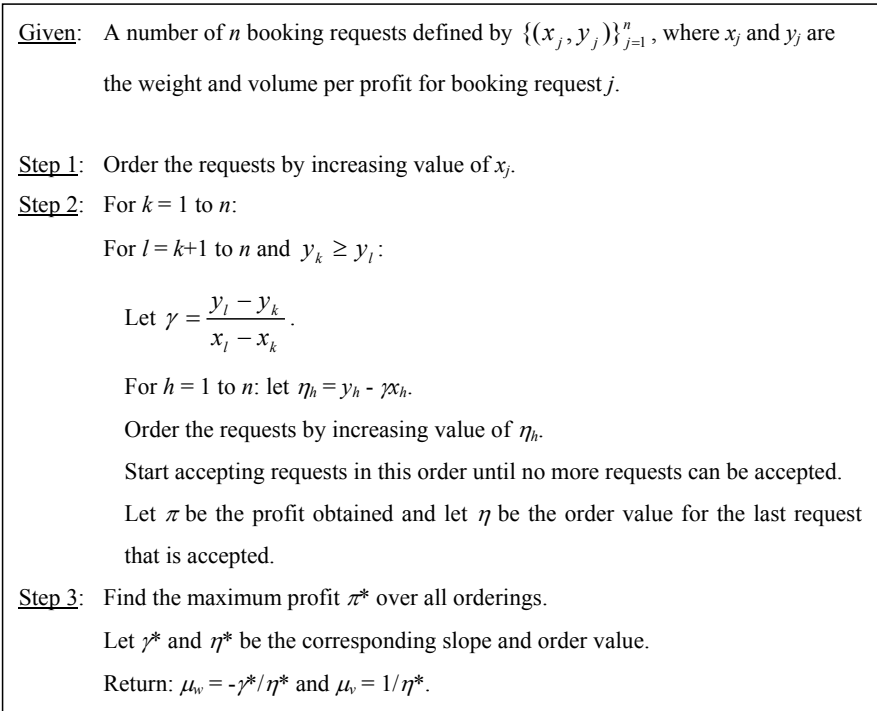 Given: A number of n booking requests defined by {(x_j, y_j)}_{j=1}^n, where x_j and y_j are
the weight and volume per profit for booking request j.
Step 1: Order the requests by increasing value of x_j.
Step 2: For k = 1 to n:
For l = k+1 to n and y_k ≥ y_l:
Let γ = (y_l − y_k) / (x_l − x_k).
For h = 1 to n: let η_h = y_h - γx_h.
Order the requests by increasing value of η_h.
Start accepting requests in this order until no more requests can be accepted.
Let π be the profit obtained and let η be the order value for the last request
that is accepted.
Step 3: Find the maximum profit π* over all orderings.
Let γ* and η* be the corresponding slope and order value.
Return: μ_w = -γ*/η* and μ_v = 1/η*.